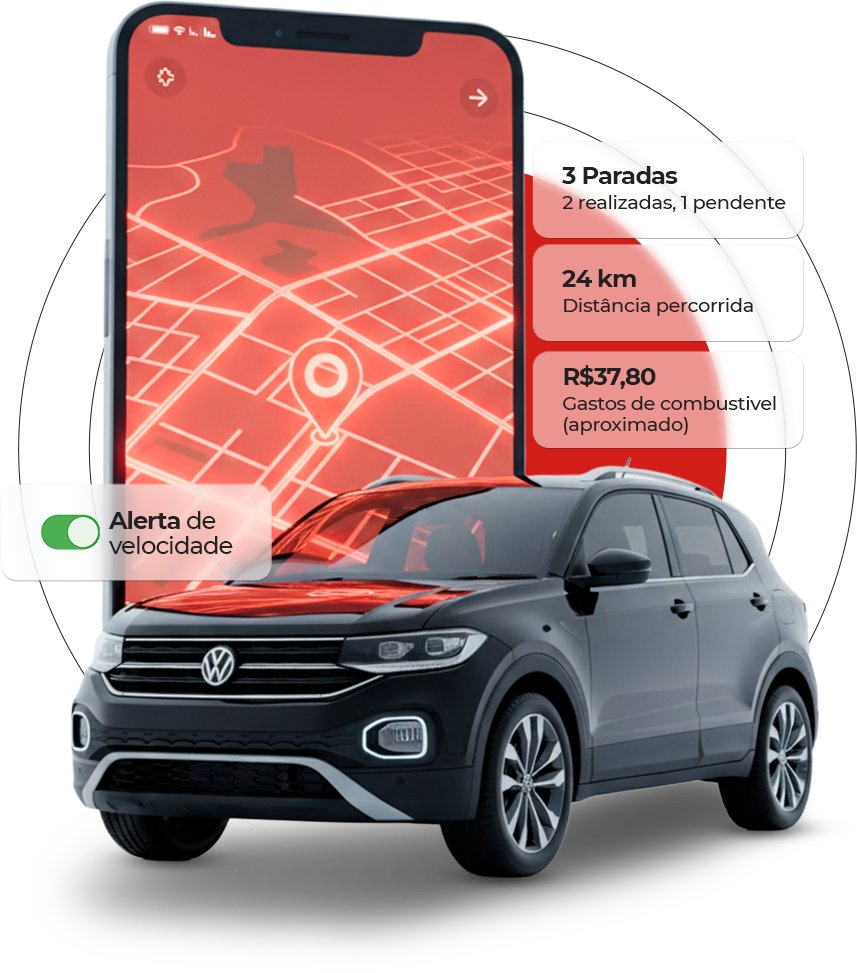 3 Paradas
2 realizadas, 1 pendente
24 km
Distância percorrida
R$37,80
Gastos de combustivel
(aproximado)
Alerta de
velocidade